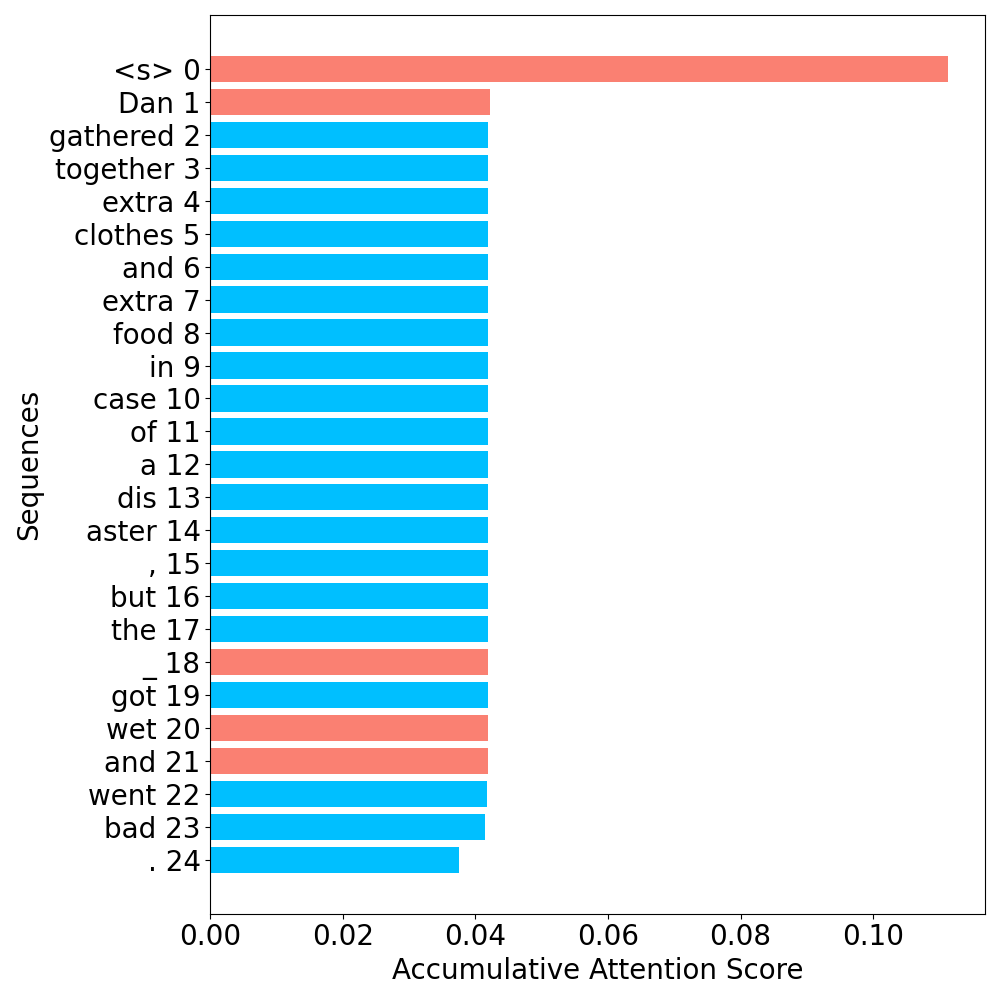 <s> 0
Dan 1
gathered 2
together 3
extra 4
clothes 5
and 6
extra 7
food 8
in 9
case 10
of 11
a 12
dis 13
aster 14
, 15
but 16
the 17
_ 18
got 19
wet 20
and 21
went 22
bad 23
. 24
Sequences
0.00 0.02 0.04 0.06 0.08 0.10
Accumulative Attention Score